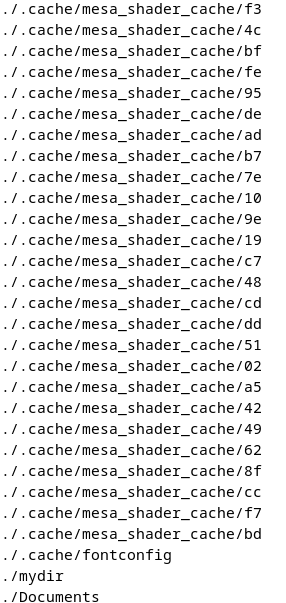 ./.cache/mesa_shader_cache/f3
./.cache/mesa_shader_cache/4c
./.cache/mesa_shader_cache/bf
./.cache/mesa_shader_cache/fe
./.cache/mesa_shader_cache/95
./.cache/mesa_shader_cache/de
./.cache/mesa_shader_cache/ad
./.cache/mesa_shader_cache/b7
./.cache/mesa_shader_cache/7e
./.cache/mesa_shader_cache/10
./.cache/mesa_shader_cache/9e
./.cache/mesa_shader_cache/19
./.cache/mesa_shader_cache/c7
./.cache/mesa_shader_cache/48
./.cache/mesa_shader_cache/cd
./.cache/mesa_shader_cache/dd
./.cache/mesa_shader_cache/51
./.cache/mesa_shader_cache/02
./.cache/mesa_shader_cache/a5
./.cache/mesa_shader_cache/42
./.cache/mesa_shader_cache/49
./.cache/mesa_shader_cache/62
./.cache/mesa_shader_cache/8f
./.cache/mesa_shader_cache/cc
./.cache/mesa_shader_cache/f7
./.cache/mesa_shader_cache/bd
./.cache/fontconfig
./mydir
./Documents